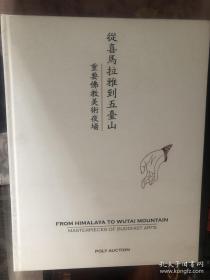 從喜馬拉雅到五臺山
重要佛教美術夜場
FROM HIMALAYA TO WUTAI MOUNTAIN
MASTERPIECES OF BUDDHIST ARTS
POLY AUCTION